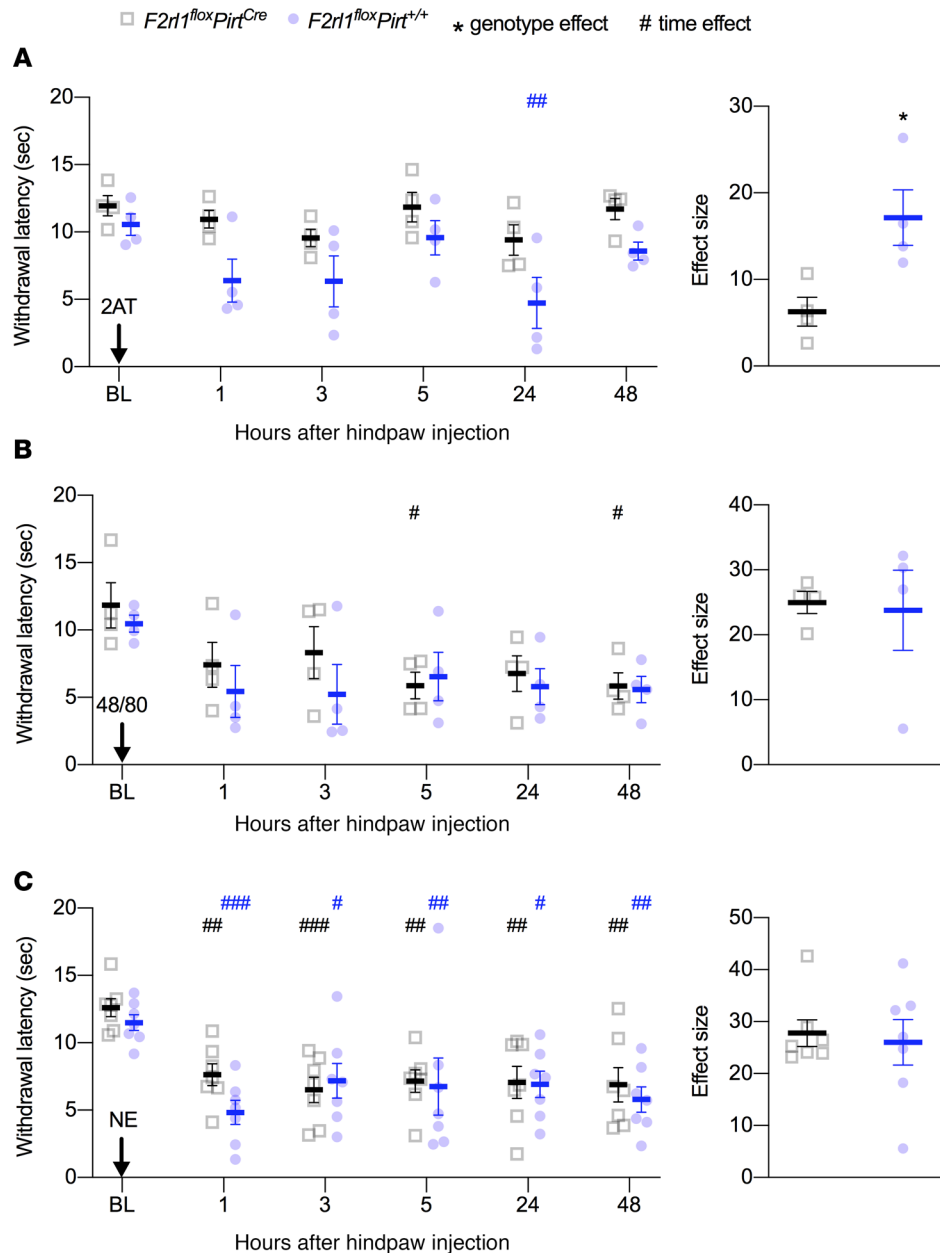 F2rl1floxPirtCre F2rl1floxPirt+/+ * genotype effect # time effect
A
20
15
10
5
0
Withdrawal latency (sec)
##
2AT
BL 1 3 5 24 48
Hours after hindpaw injection
30
20
10
0
Effect size
*
B
20
15
10
5
0
Withdrawal latency (sec)
# #
48/80
BL 1 3 5 24 48
Hours after hindpaw injection
40
30
20
10
0
Effect size
C
20
15
10
5
0
Withdrawal latency (sec)
### # ## # ##
## ### ## ## ##
NE
BL 1 3 5 24 48
Hours after hindpaw injection
50
40
30
20
10
0
Effect size